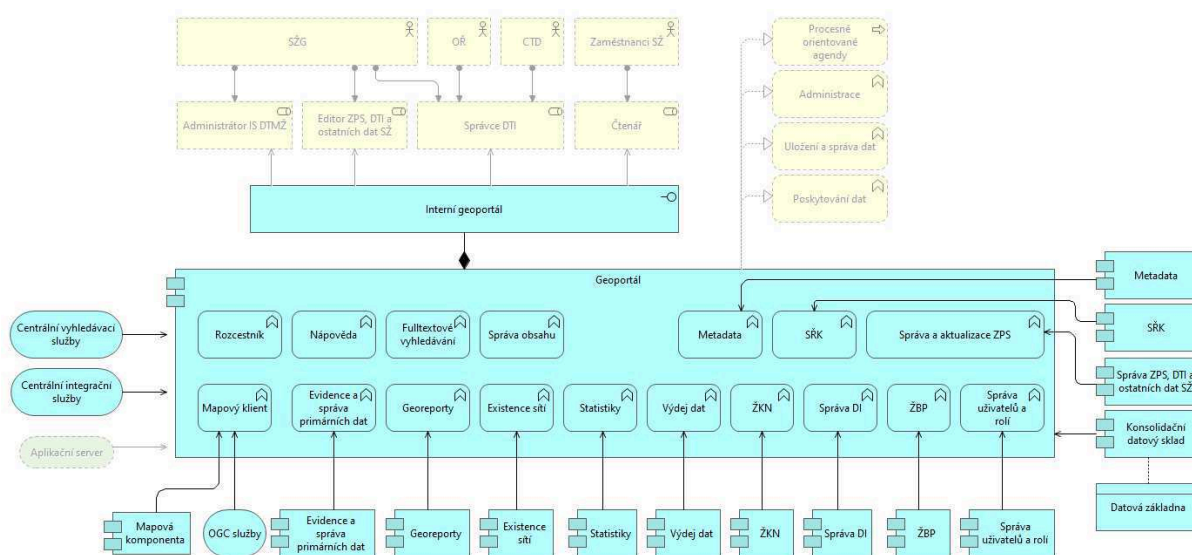 SŽG
OŘ
CTD
Zaměstnanci SŽ
Procesně
orientované
agendy
Administrace
Administrátor IS DTMŽ
Editor ZPS, DTI a
ostatních dat SŽ
Správce DTI
Čtenář
Uložení a správa dat
Poskytování dat
Interní geoportál
Geoportál
Metadata
Centrální vyhledávací
služby
Rozcestník
Nápověda
Fulltextové
vyhledávání
Správa obsahu
Metadata
SŘK
Správa a aktualizace ZPS
SŘK
Centrální integrační
služby
Mapový klient
Evidence a
správa
primárních dat
Georeporty
Existence sítí
Statistiky
Výdej dat
ŽKN
Správa DI
ŽBP
Správa
uživatelů a
rolí
Správa ZPS, DTI a
ostatních dat SŽ
Konsolidační
datový sklad
Aplikační server
Datová základna
Mapová
komponenta
OGC služby
Evidence a
správa
primárních dat
Georeporty
Existence
sítí
Statistiky
Výdej dat
ŽKN
Správa DI
ŽBP
Správa
uživatelů a rolí